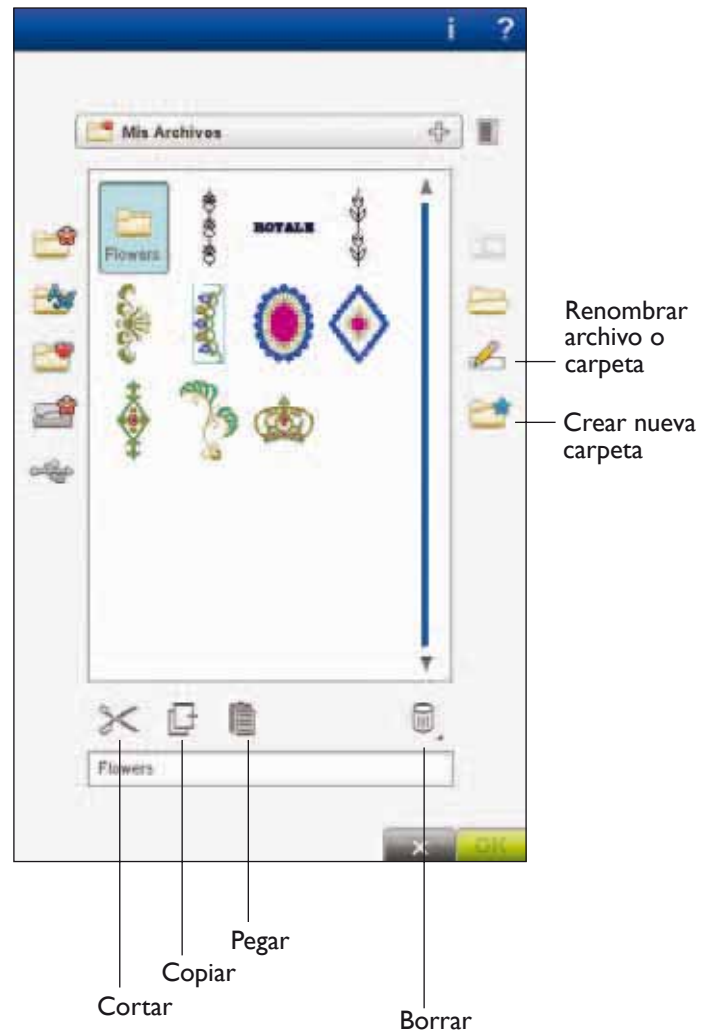 i ?
Mis Archivos
Flowers
ROYALE
Renombrar
archivo o
carpeta
Crear nueva
carpeta
Flowers
OK
Pegar
Copiar
Cortar
Borrar